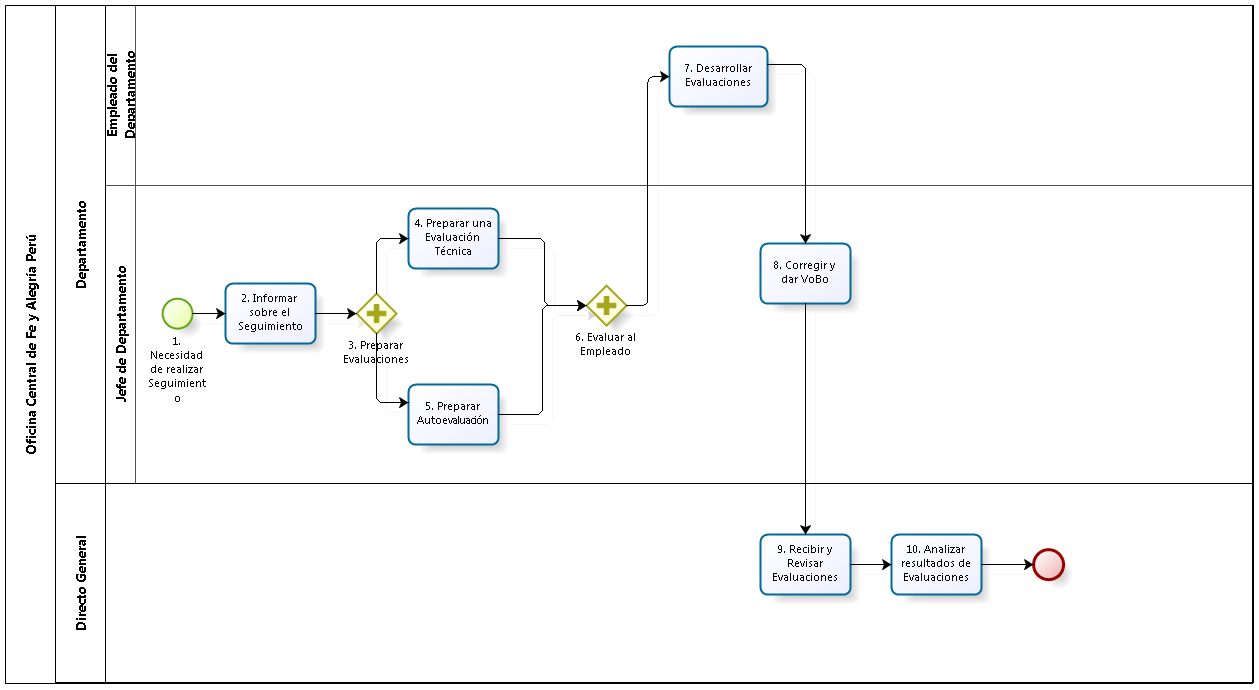 Oficina Central de Fe y Alegría Perú
Departamento
Empleado del
Departamento
7. Desarrollar
Evaluaciones
Jefe de Departamento
1.
Necesidad
de realizar
Seguimient
o
2. Informar
sobre el
Seguimiento
3. Preparar
Evaluaciones
4. Preparar una
Evaluación
Técnica
5. Preparar
Autoevaluación
6. Evaluar al
Empleado
8. Corregir y
dar VoBo
Directo General
9. Recibir y
Revisar
Evaluaciones
10. Analizar
resultados de
Evaluaciones